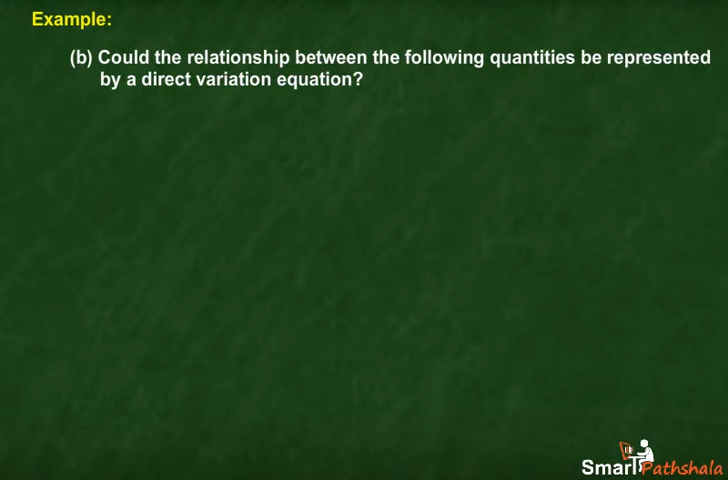 Example:
(b) Could the relationship between the following quantities be represented
by a direct variation equation?
SmartPathshala